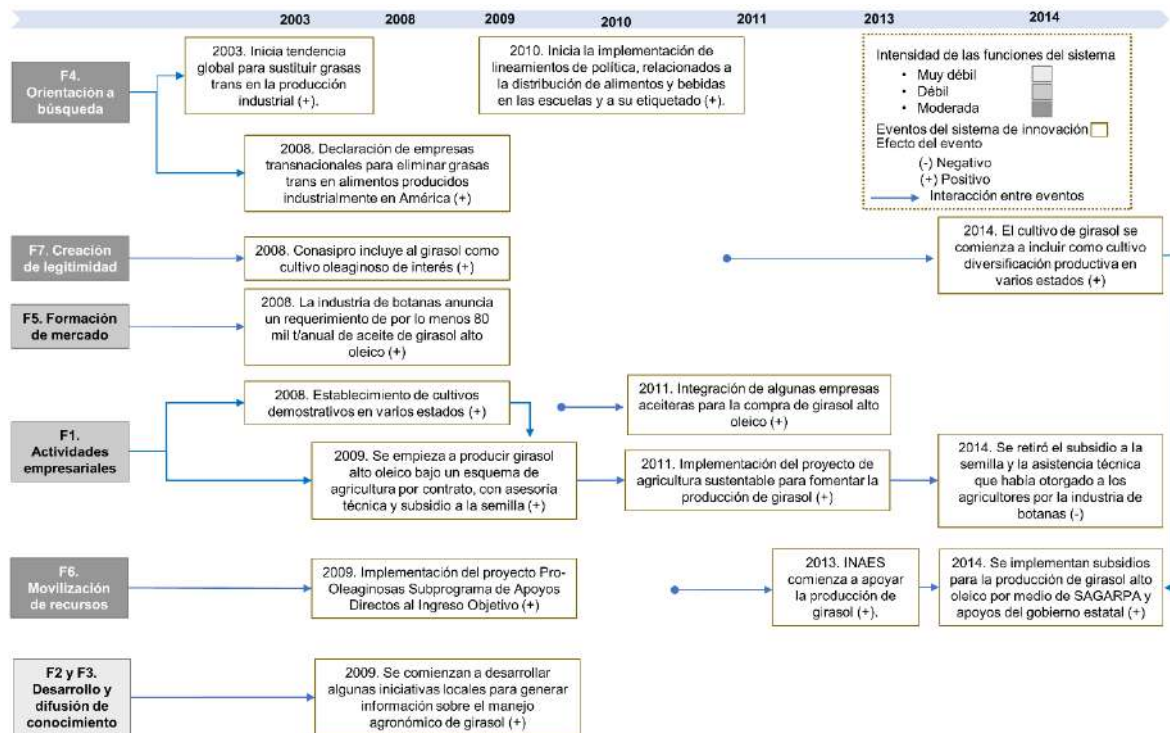 2003 2008 2009 2010 2011 2013 2014
F4.
Orientación a
búsqueda
2003. Inicia tendencia
global para sustituir grasas
trans en la producción
industrial (+).
2010. Inicia la implementación de
lineamientos de política, relacionados a
la distribución de alimentos y bebidas
en las escuelas y a su etiquetado (+).
Intensidad de las funciones del sistema
• Muy débil
• Débil
• Moderada
Eventos del sistema de innovación
Efecto del evento
(-) Negativo
(+) Positivo
Interacción entre eventos
2008. Declaración de empresas
transnacionales para eliminar grasas
trans en alimentos producidos
industrialmente en América (+)
F7. Creación
de legitimidad
2008. Conasipro incluye al girasol como
cultivo oleaginoso de interés (+)
2014. El cultivo de girasol se
comienza a incluir como cultivo
diversificación productiva en
varios estados (+)
F5. Formación
de mercado
2008. La industria de botanas anuncia
un requerimiento de por lo menos 80
mil t/anual de aceite de girasol alto
oleico (+)
F1.
Actividades
empresariales
2008. Establecimiento de cultivos
demostrativos en varios estados (+)
2011. Integración de algunas empresas
aceiteras para la compra de girasol alto
oleico (+)
2009. Se empieza a producir girasol
alto oleico bajo un esquema de
agricultura por contrato, con asesoría
técnica y subsidio a la semilla (+)
2011. Implementación del proyecto de
agricultura sustentable para fomentar la
producción de girasol (+)
2014. Se retiró el subsidio a la
semilla y la asistencia técnica
que había otorgado a los
agricultores por la industria de
botanas (-)
F6.
Movilización
de recursos
2009. Implementación del proyecto Pro-
Oleaginosas Subprograma de Apoyos
Directos al Ingreso Objetivo (+)
2013. INAES
comienza a apoyar
la producción de
girasol (+).
2014. Se implementan subsidios
para la producción de girasol alto
oleico por medio de SAGARPA y
apoyos del gobierno estatal (+)
F2 y F3.
Desarrollo y
difusión de
conocimiento
2009. Se comienzan a desarrollar
algunas iniciativas locales para generar
información sobre el manejo
agronómico de girasol (+)